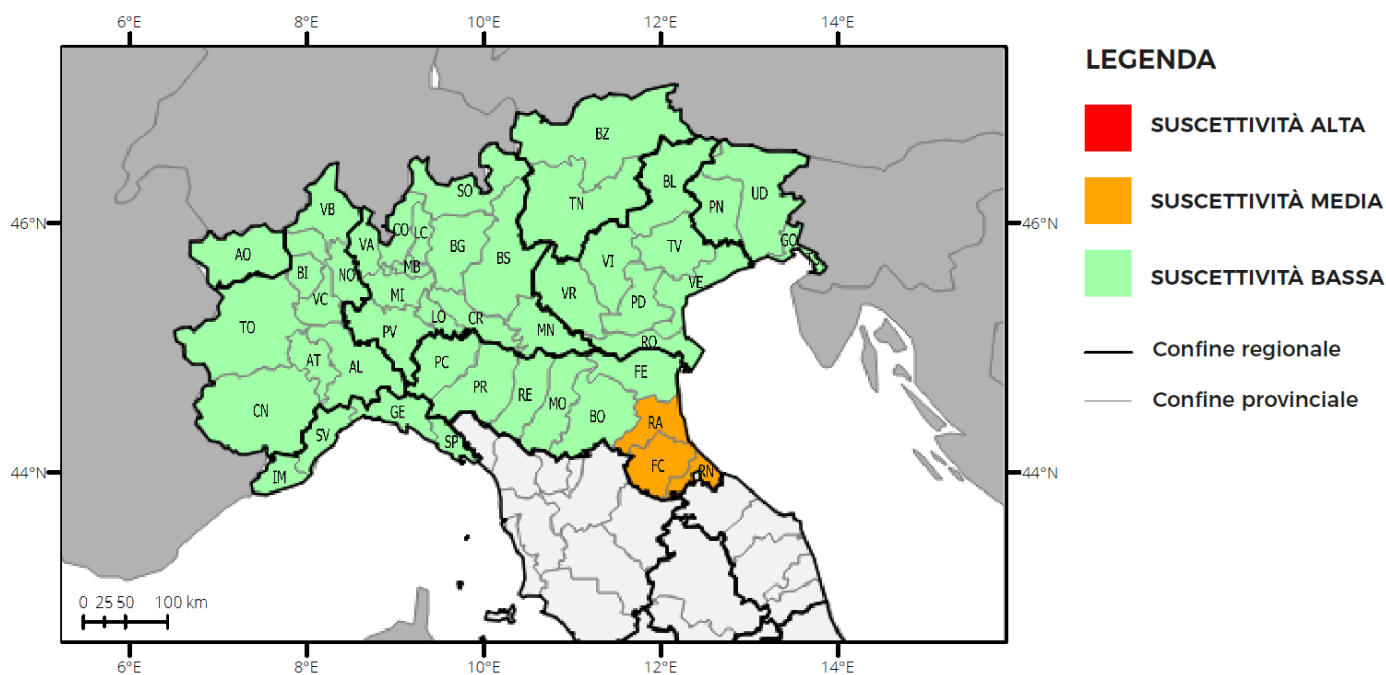 6°E 8°E 10°E 12°E 14°E
LEGENDA
SUSCETTIVITÀ ALTA
SUSCETTIVITÀ MEDIA
SUSCETTIVITÀ BASSA
Confine regionale
Confine provinciale
BZ
BL
SO
TN
UD
VB
PN
46°N
46°N
CO
LC
GO
VA
BG
TV
AO
BS
VI
MB
BI
NO
VE
VR
MI
PD
VC
LO
CR
TO
PV
MN
RO
AT
PC
AL
FE
PR
RE
MO
CN
GE
BO
RA
SV
SP
FC
RN
44°N
44°N
IM
0 25 50 100 km
6°E 8°E 10°E 12°E 14°E